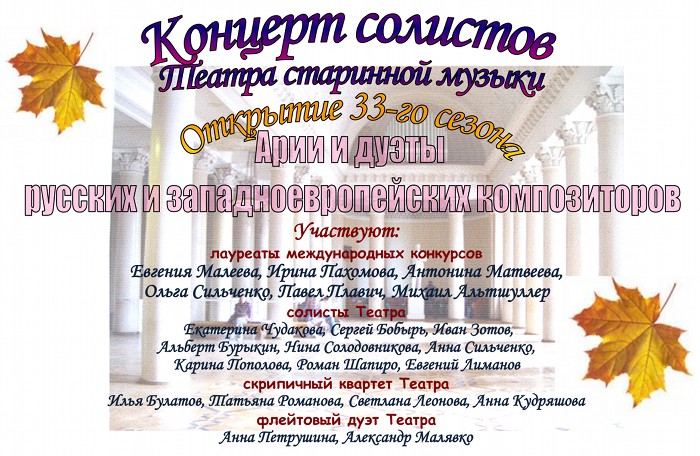 Концерт солистов
Театра старинной музыки
Открытие 33-го сезона
Арии и дуэты
русских и западноевропейских композиторов
Участвуют:
лауреаты международных конкурсов
Евгения Малеева, Ирина Пахомова, Антонина Матвеева,
Ольга Сильченко, Павел Плавич, Михаил Альтшуллер
солисты Театра
Екатерина Чудакова, Сергей Бобырь, Иван Зотов,
Альберт Бурыкин, Нина Солодовникова, Анна Сильченко,
Карина Пополова, Роман Шапиро, Евгений Лиманов
скрипичный квартет Театра
Илья Булатов, Татьяна Романова, Светлана Леонова, Анна Кудряшова
флейтовый дуэт Театра
Анна Петрушина, Александр Малявко